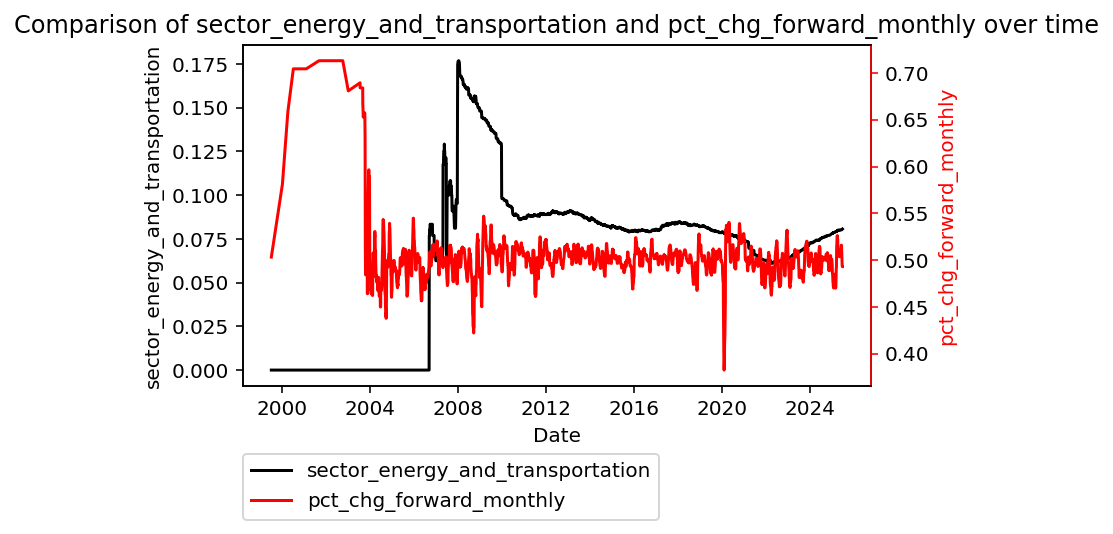 Comparison of sector_energy_and_transportation and pct_chg_forward_monthly over time
sector_energy_and_transportation
0.175
0.150
0.125
0.100
0.075
0.050
0.025
0.000
0.70
0.65
0.60
0.55
0.50
0.45
0.40
pct_chg_forward_monthly
2000 2004 2008 2012 2016 2020 2024
Date
sector_energy_and_transportation
pct_chg_forward_monthly